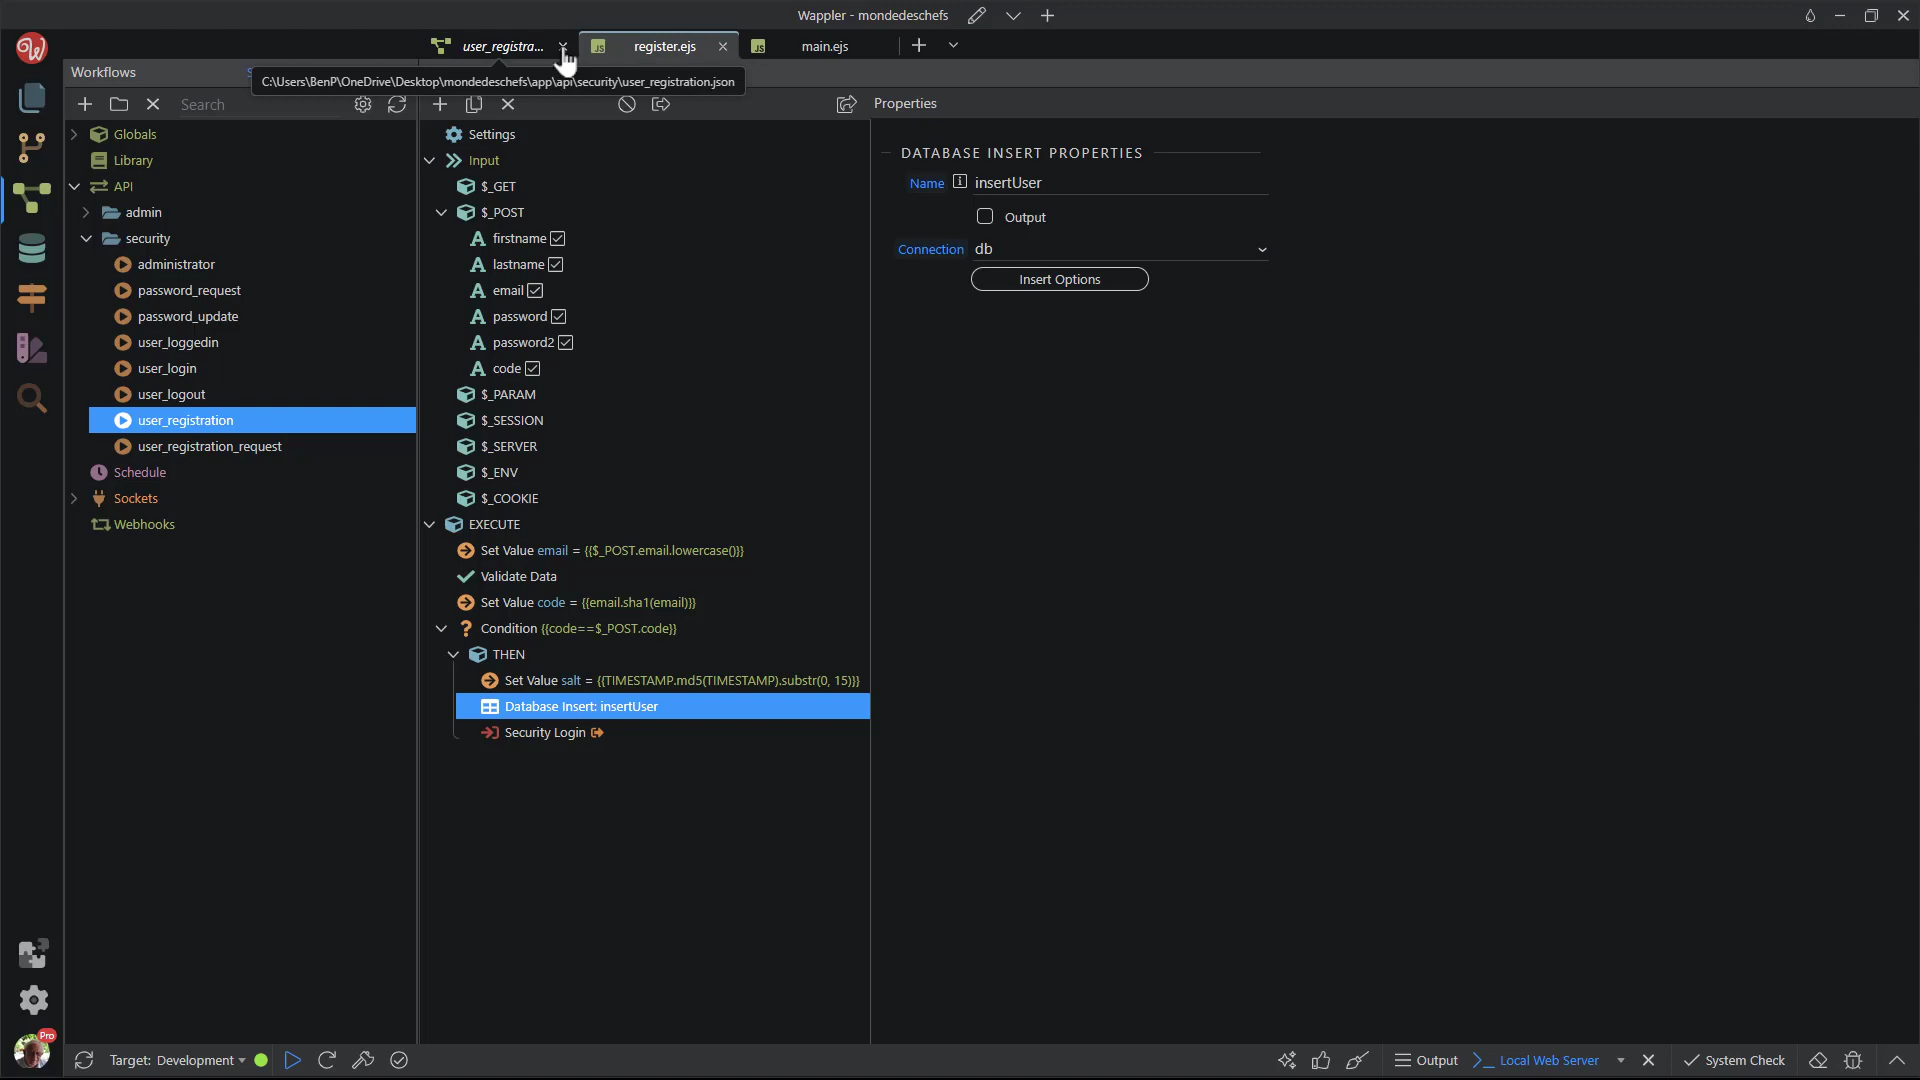 Wappler - mondedeschefs
user_registra...
register.ejs
main.ejs
Workflows
C:\Users\BenP\OneDrive\Desktop\mondedeschefs\app\api\security\user_registration.json
Search
Properties
Globals
Library
API
admin
security
administrator
password_request
password_update
user_loggedin
user_login
user_logout
user_registration
user_registration_request
Schedule
Sockets
Webhooks
Settings
Input
$_GET
$_POST
firstname
lastname
email
password
password2
code
$_PARAM
$_SESSION
$_SERVER
$_ENV
$_COOKIE
EXECUTE
Set Value email = {{$_POST.email.lowercase()}}
Validate Data
Set Value code = {{email.sha1(email)}}
Condition {{code==$_POST.code}}
THEN
Set Value salt = {{TIMESTAMP.md5(TIMESTAMP).substr(0, 15)}}
Database Insert: insertUser
Security Login
DATABASE INSERT PROPERTIES
Name insertUser
Output
Connection db
Insert Options
Pro
Target: Development
Output
Local Web Server
System Check